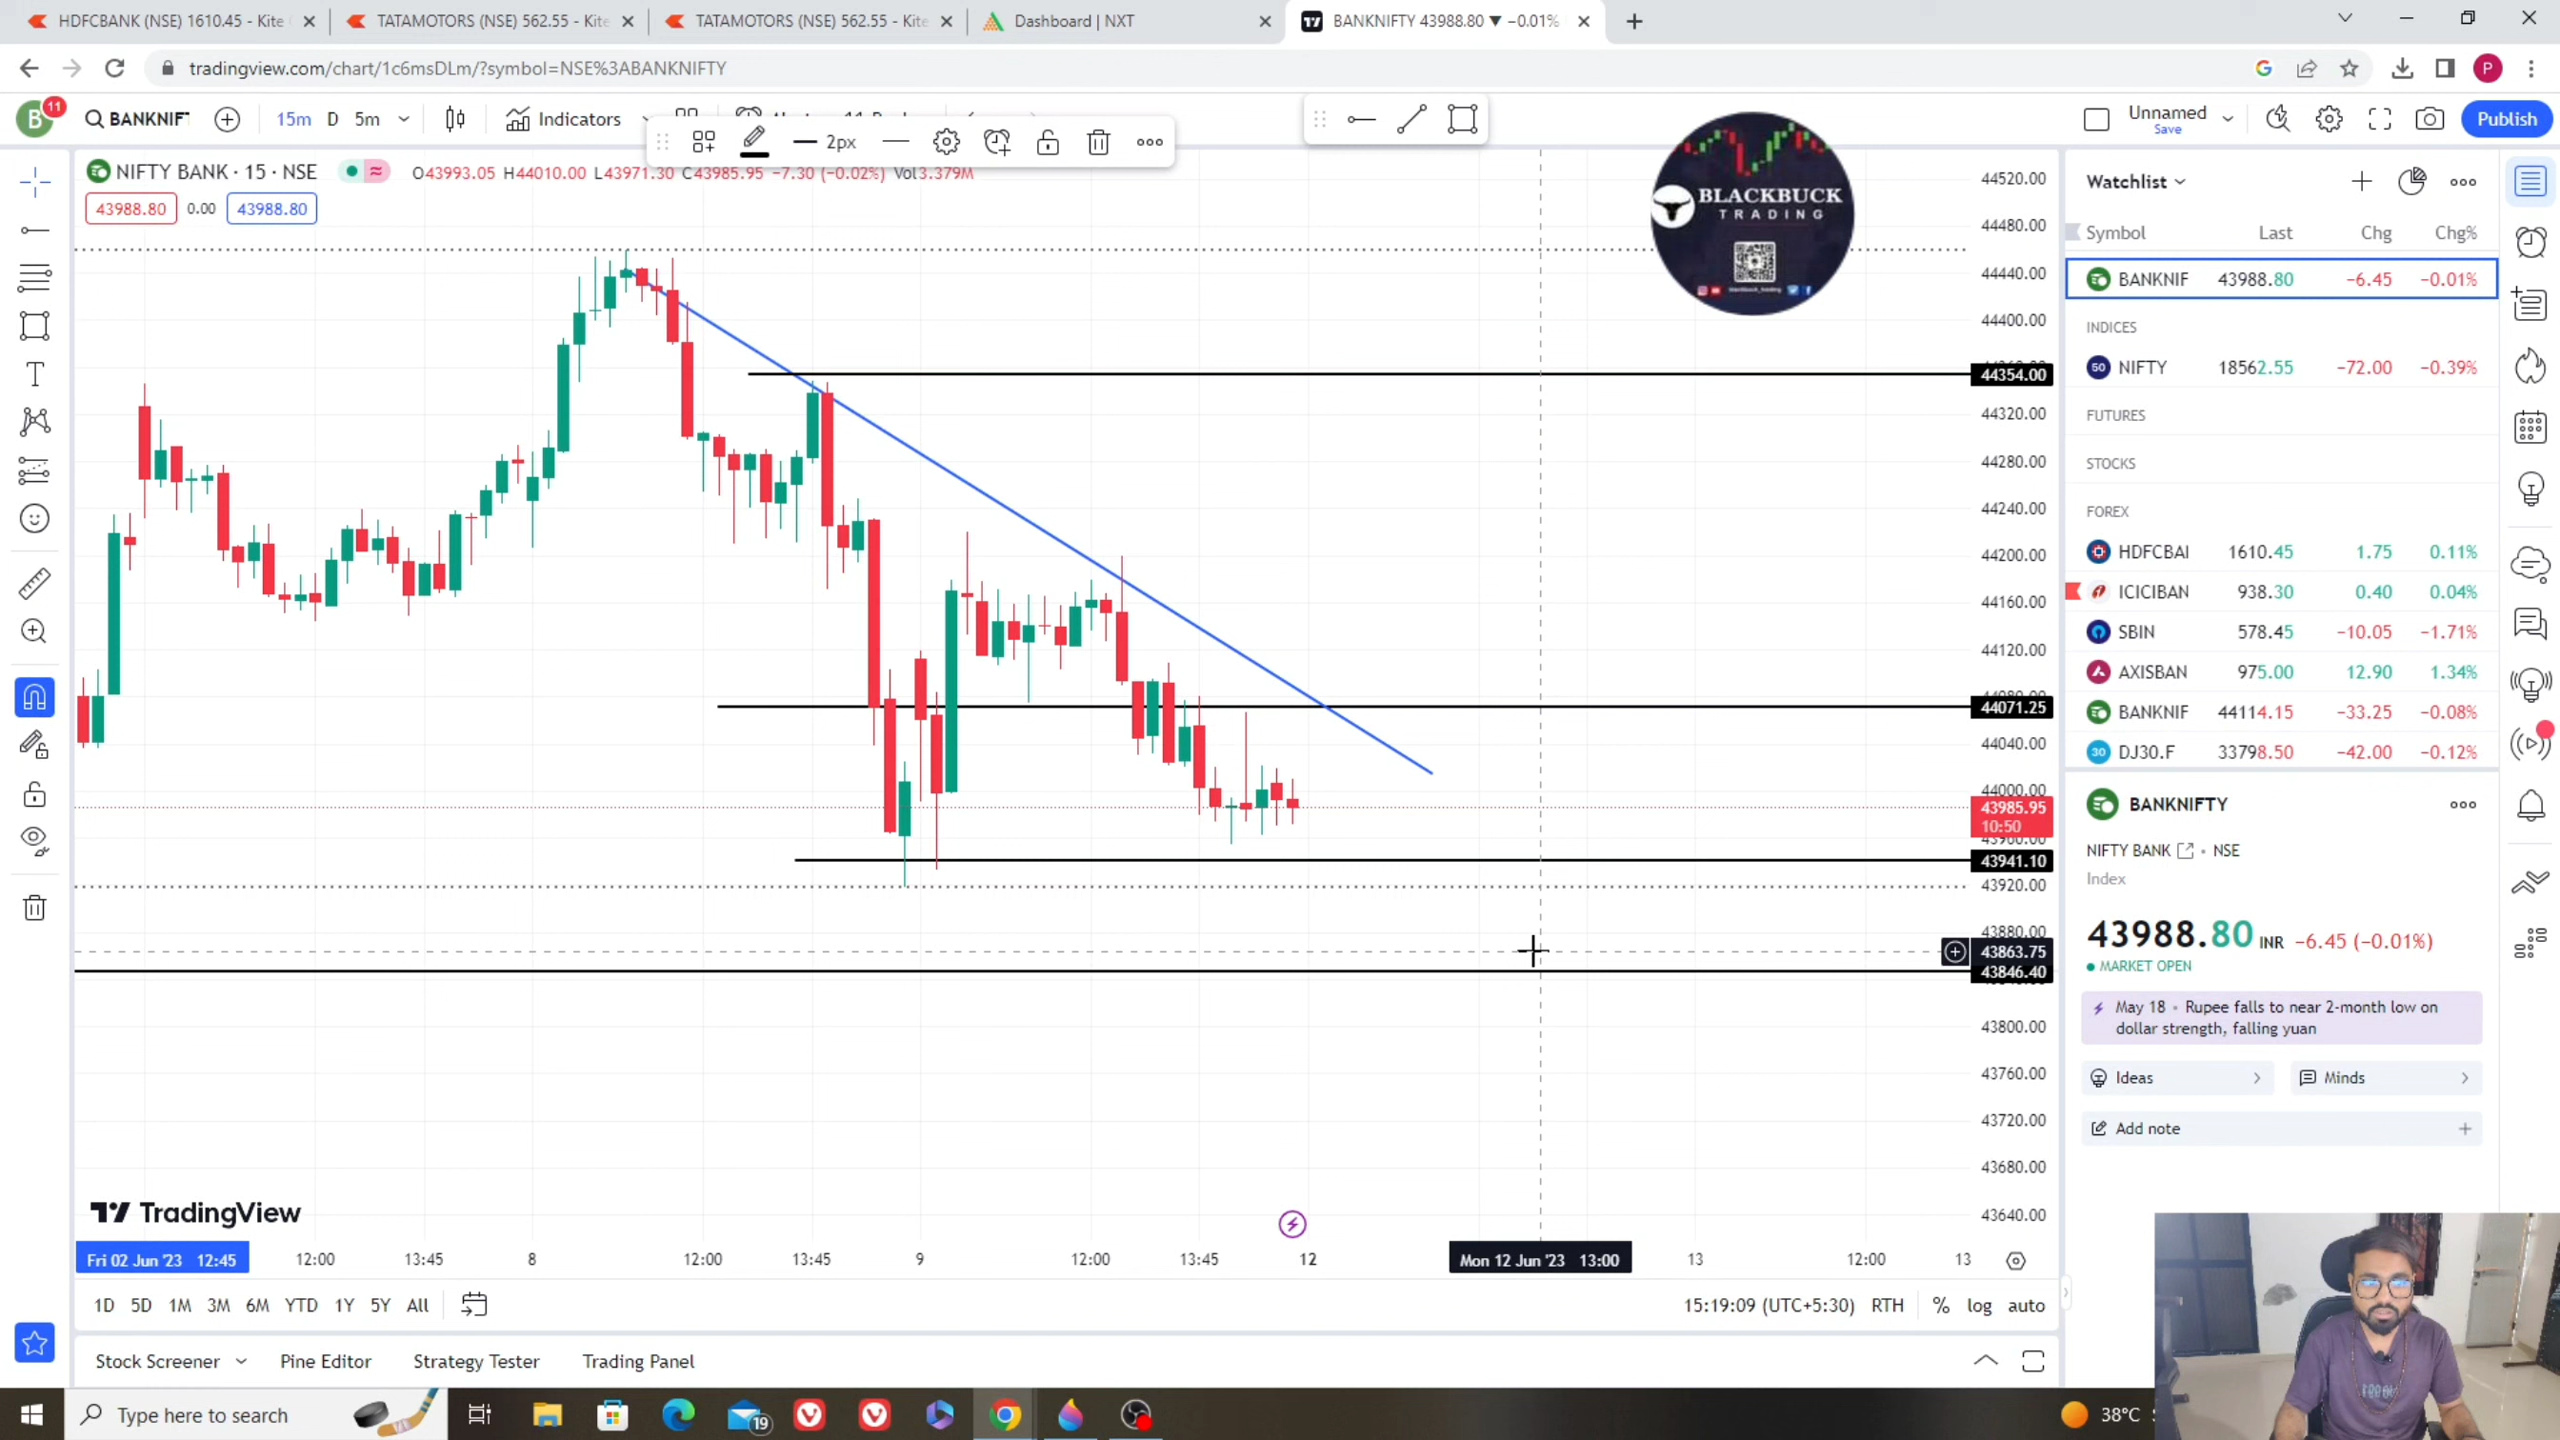 HDFCBANK (NSE) 1610.45 - Kite
TATAMOTORS (NSE) 562.55 - Kite
TATAMOTORS (NSE) 562.55 - Kite
Dashboard | NXT
BANKNIFTY 43988.80 ▼ −0.01%
tradingview.com/chart/1c6msDLm/?symbol=NSE%3ABANKNIFTY
P
B
11
BANKNIF
15m D 5m
Indicators
2px
Unnamed
Save
Publish
NIFTY BANK · 15 · NSE
O43993.05 H44010.00 L43971.30 C43985.95 −7.30 (−0.02%) Vol3.379M
43988.80 0.00 43988.80
BLACKBUCK
TRADING
44520.00
44480.00
44440.00
44400.00
44354.00
44320.00
44280.00
44240.00
44200.00
44160.00
44120.00
44071.25
44040.00
44000.00
43985.95
10:50
43941.10
43920.00
43880.00
43863.75
43846.40
43800.00
43760.00
43720.00
43680.00
43640.00
TradingView
Fri 02 Jun '23 12:45
12:00 13:45 8 12:00 13:45 9 12:00 13:45 12
Mon 12 Jun '23 13:00
13 12:00 13
1D 5D 1M 3M 6M YTD 1Y 5Y All
15:19:09 (UTC+5:30) RTH % log auto
Stock Screener Pine Editor Strategy Tester Trading Panel
Watchlist
Symbol Last Chg Chg%
BANKNIF 43988.80 −6.45 −0.01%
INDICES
50 NIFTY 18562.55 −72.00 −0.39%
FUTURES
STOCKS
FOREX
HDFCBAI 1610.45 1.75 0.11%
ICICIBAN 938.30 0.40 0.04%
SBIN 578.45 −10.05 −1.71%
AXISBAN 975.00 12.90 1.34%
BANKNIF 44114.15 −33.25 −0.08%
30 DJ30.F 33798.50 −42.00 −0.12%
BANKNIFTY
NIFTY BANK · NSE
Index
43988.80 INR −6.45 (−0.01%)
MARKET OPEN
May 18 · Rupee falls to near 2-month low on
dollar strength, falling yuan
Ideas
Minds
Add note
Type here to search
19
38°C